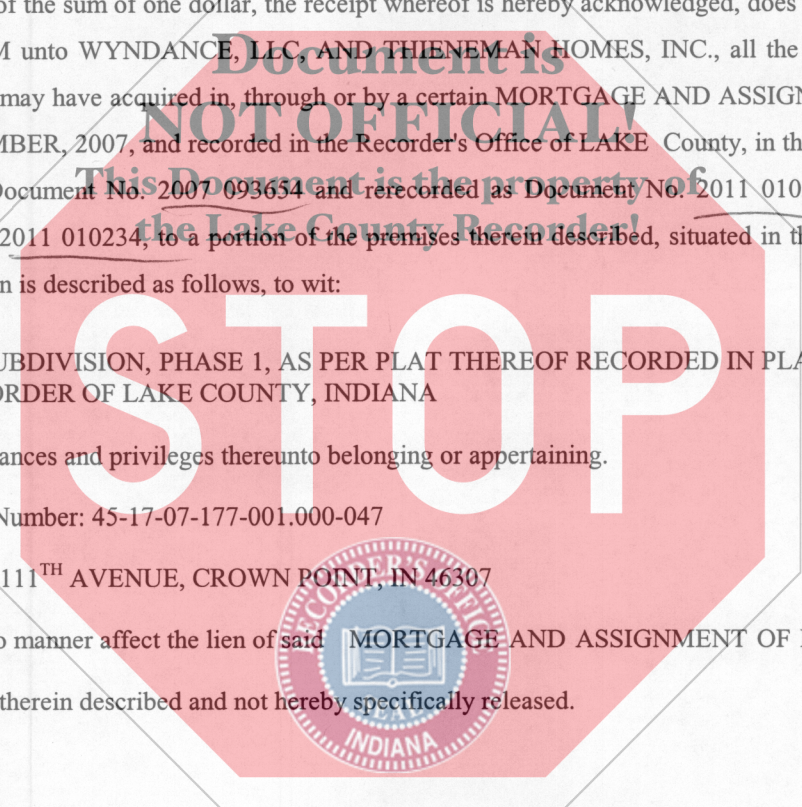 of the sum of one dollar, the receipt whereof is hereby acknowledged, does
M unto WYNDANCE, LLC, AND THIENEMAN HOMES, INC., all the
Document is
may have acquired in, through or by a certain MORTGAGE AND ASSIGN
NOT OFFICIAL!
MBER, 2007, and recorded in the Recorder's Office of LAKE County, in th
This Document is the property of
Document No. 2007 093654 and rerecorded as Document No. 2011 010
the Lake County Recorder!
2011 010234, to a portion of the premises therein described, situated in th
n is described as follows, to wit:
STOP
UBDIVISION, PHASE 1, AS PER PLAT THEREOF RECORDED IN PLA
ORDER OF LAKE COUNTY, INDIANA
ances and privileges thereunto belonging or appertaining.
Number: 45-17-07-177-001.000-047
111TH AVENUE, CROWN POINT, IN 46307
RECORDER'S OFFICE
o manner affect the lien of said MORTGAGE AND ASSIGNMENT OF
therein described and not hereby specifically released.
SEAL
INDIANA